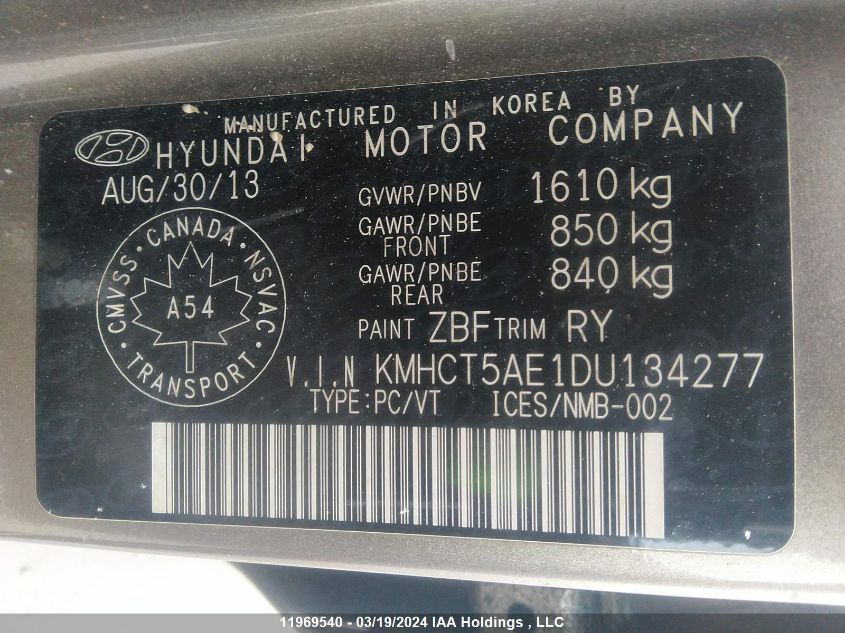 MANUFACTURED IN KOREA BY
HYUNDAI MOTOR COMPANY
AUG/30/13
GVWR/PNBV 1610 kg
GAWR/PNBE FRONT 850 kg
GAWR/PNBE REAR 840 kg
CANADA
CMVSS · NSVAC
A54
TRANSPORT
PAINT ZBF TRIM RY
V.I.N KMHCT5AE1DU134277
TYPE:PC/VT ICES/NMB-002
11969540 - 03/19/2024 IAA Holdings , LLC